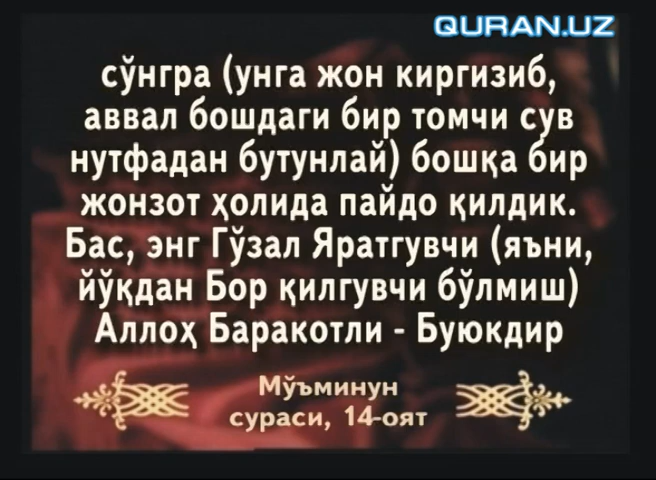 QURAN.UZ
сўнгра (унга жон киргизиб,
аввал бошдаги бир томчи сув
нутфадан бутунлай) бошқа бир
жонзот ҳолида пайдо қилдик.
Бас, энг Гўзал Яратгувчи (яъни,
йўқдан Бор қилгувчи бўлмиш)
Аллоҳ Баракотли - Буюкдир
Мўъминун
сураси, 14-оят